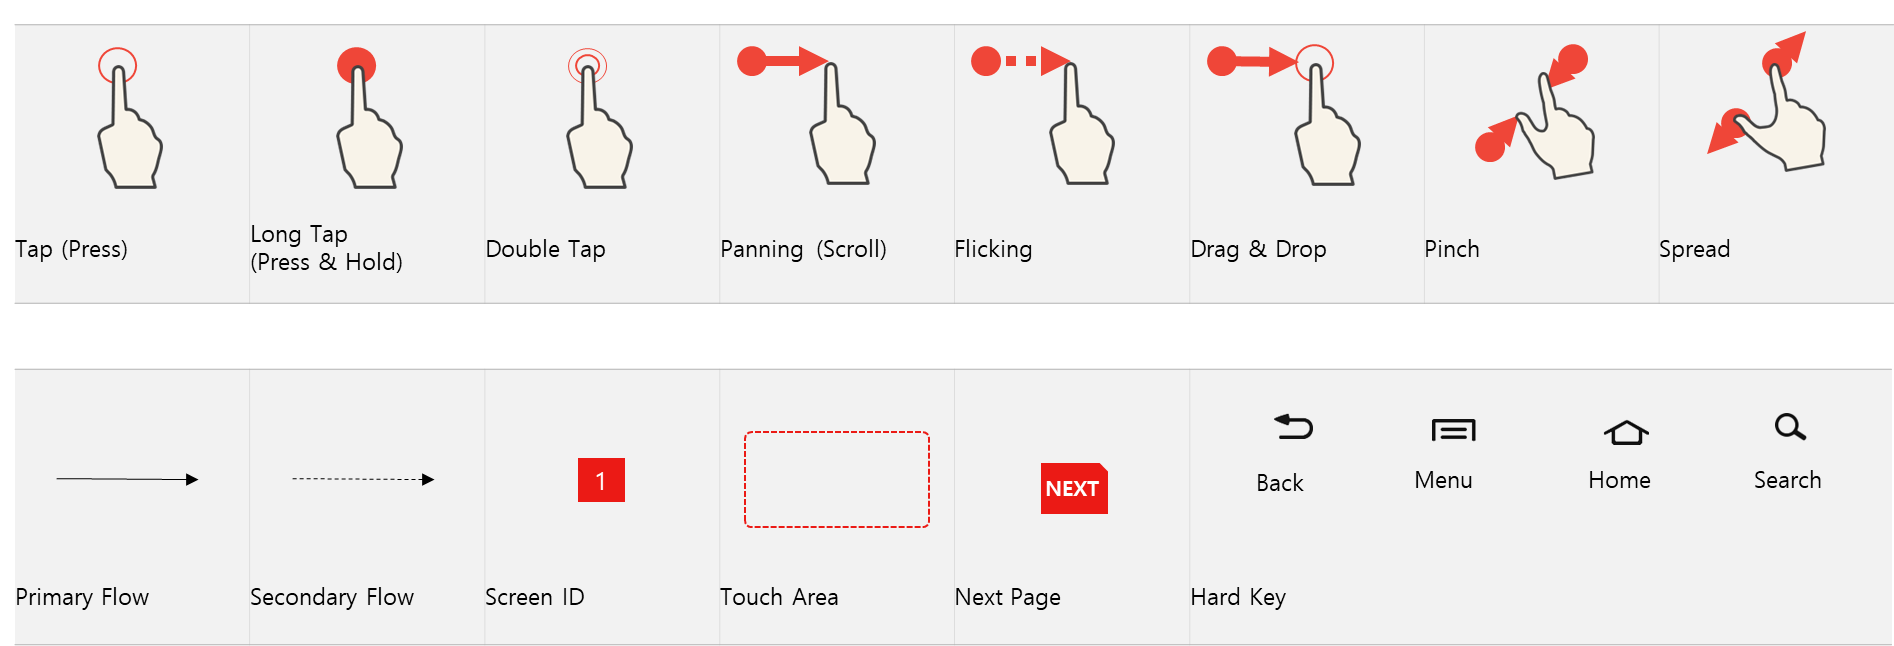 Tap (Press)
Long Tap
(Press & Hold)
Double Tap
Panning (Scroll)
Flicking
Drag & Drop
Pinch
Spread
1
NEXT
Back
Menu
Home
Search
Primary Flow
Secondary Flow
Screen ID
Touch Area
Next Page
Hard Key